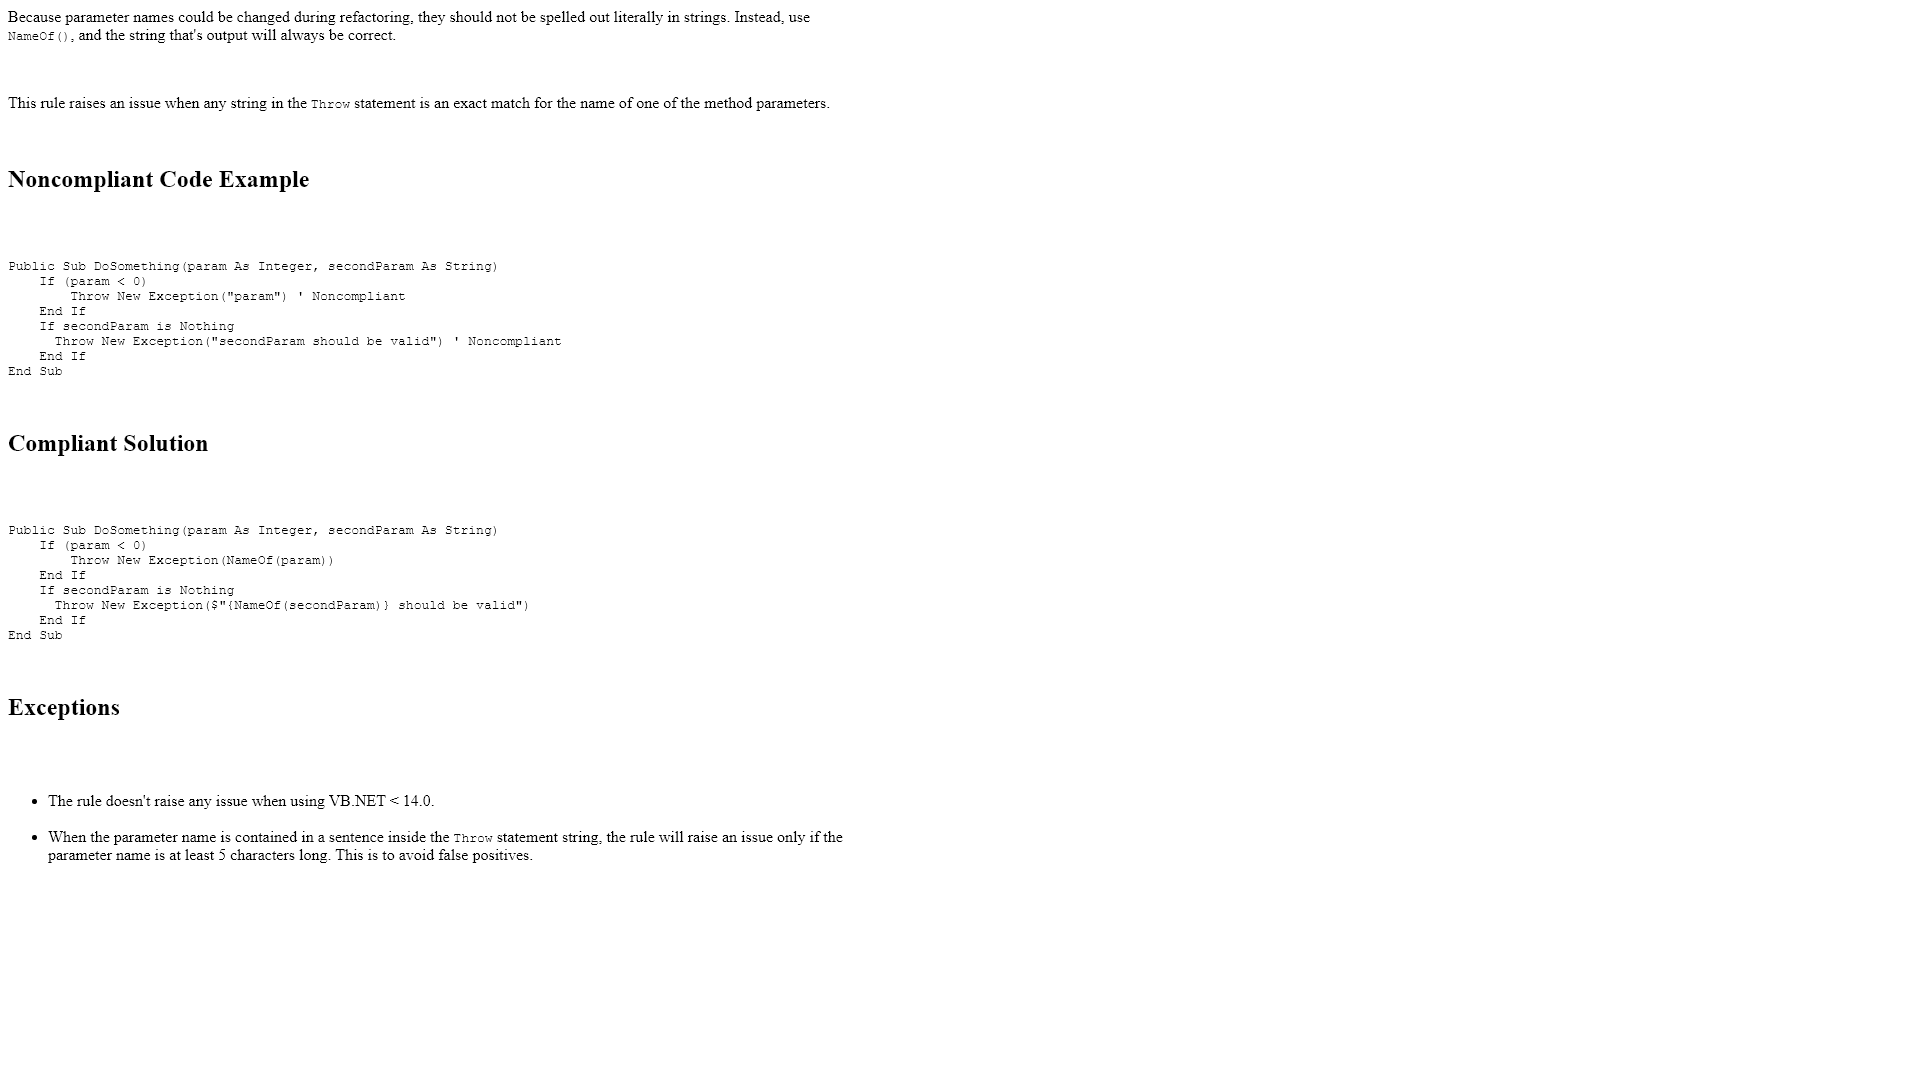 Because parameter names could be changed during refactoring, they should not be spelled out literally in strings. Instead, use
NameOf(), and the string that's output will always be correct.
This rule raises an issue when any string in the Throw statement is an exact match for the name of one of the method parameters.
Noncompliant Code Example
Public Sub DoSomething(param As Integer, secondParam As String)
    If (param < 0)
        Throw New Exception("param") ' Noncompliant
    End If
    If secondParam is Nothing
      Throw New Exception("secondParam should be valid") ' Noncompliant
    End If
End Sub
Compliant Solution
Public Sub DoSomething(param As Integer, secondParam As String)
    If (param < 0)
        Throw New Exception(NameOf(param))
    End If
    If secondParam is Nothing
      Throw New Exception($"{NameOf(secondParam)} should be valid")
    End If
End Sub
Exceptions
• The rule doesn't raise any issue when using VB.NET < 14.0.
• When the parameter name is contained in a sentence inside the Throw statement string, the rule will raise an issue only if the
parameter name is at least 5 characters long. This is to avoid false positives.